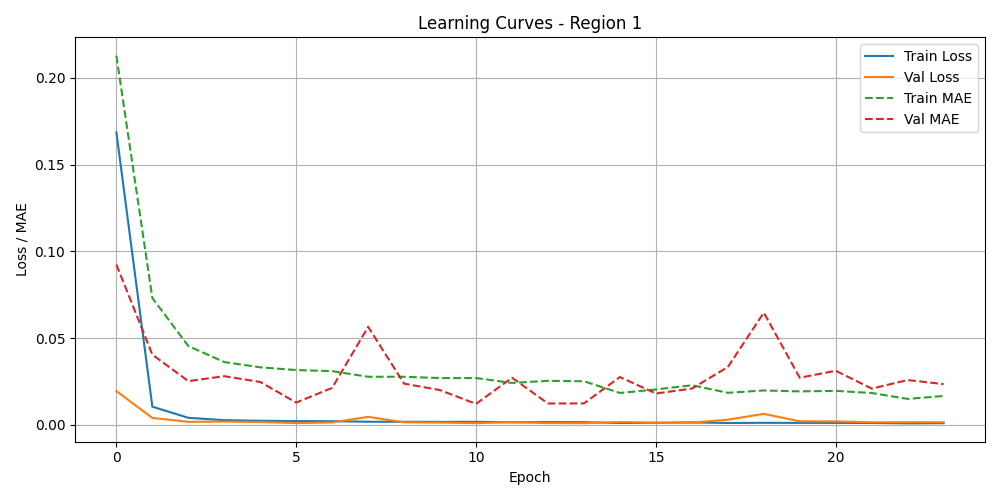 Learning Curves - Region 1
Train Loss
Val Loss
Train MAE
Val MAE
Loss / MAE
0.20
0.15
0.10
0.05
0.00
0
5
10
15
20
Epoch